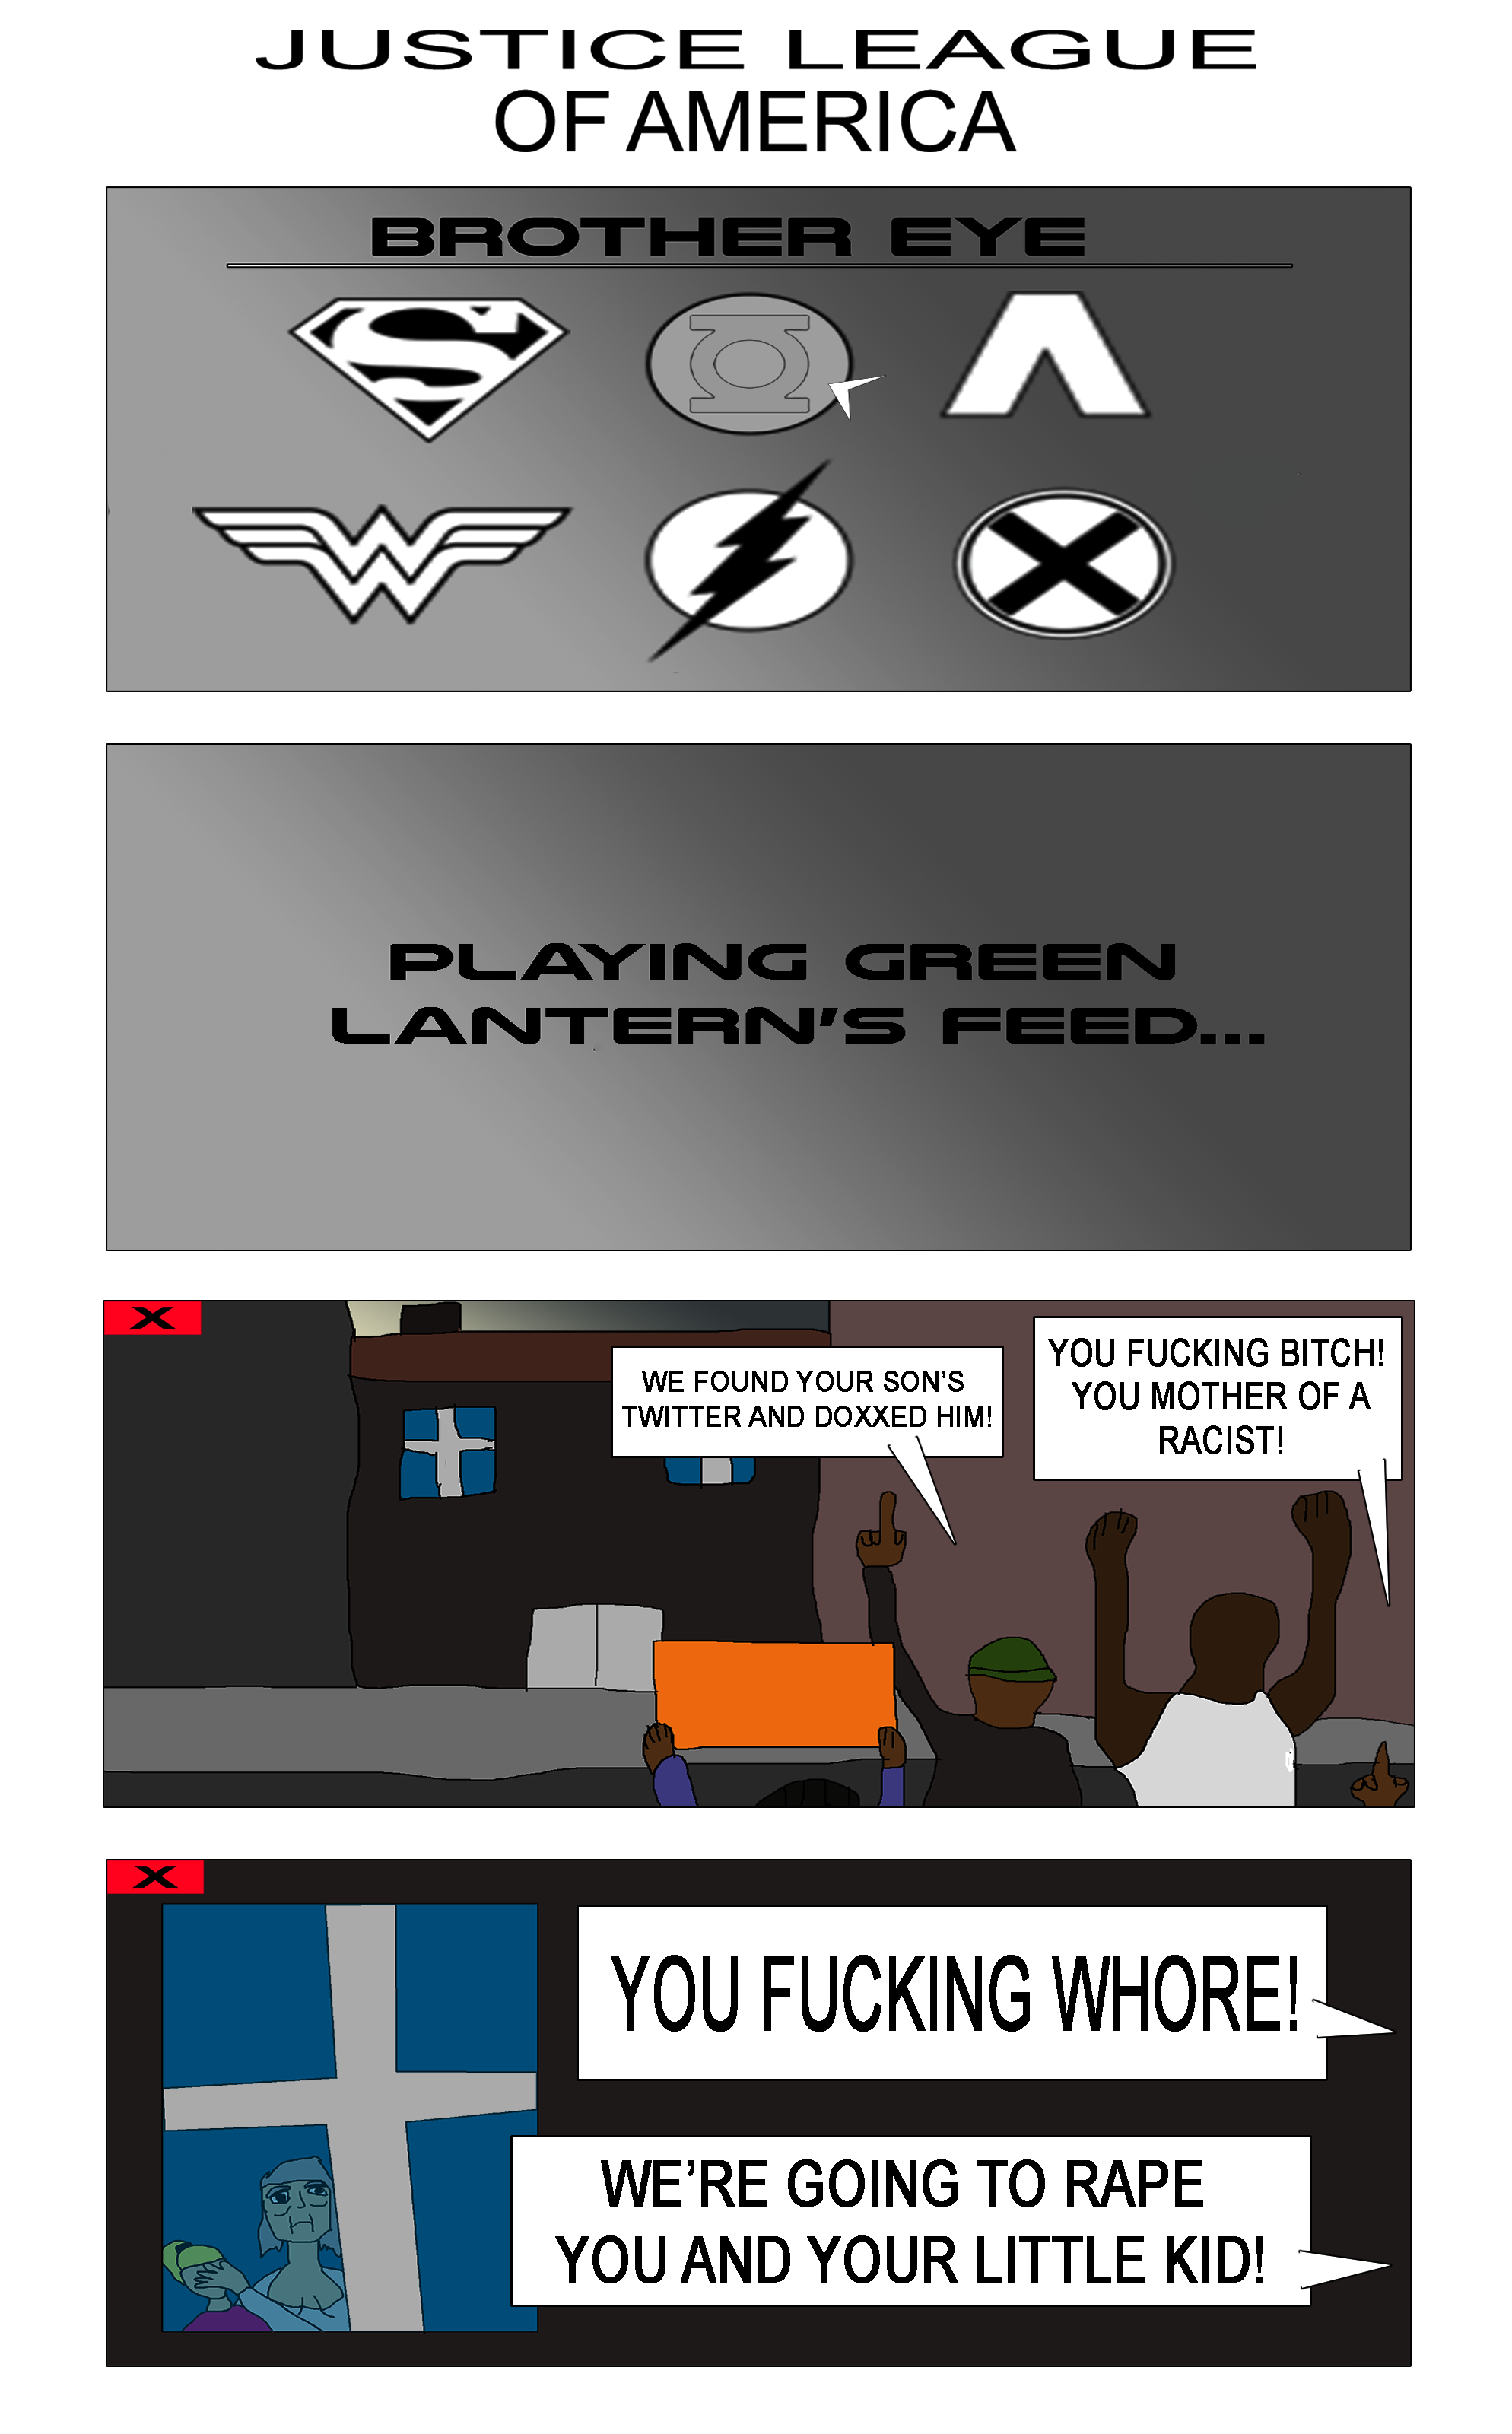 JUSTICE LEAGUE
OF AMERICA
BROTHER EYE
PLAYING GREEN
LANTERN'S FEED...
X
WE FOUND YOUR SON'S
TWITTER AND DOXXED HIM!
YOU FUCKING BITCH!
YOU MOTHER OF A
RACIST!
X
YOU FUCKING WHORE!
WE'RE GOING TO RAPE
YOU AND YOUR LITTLE KID!